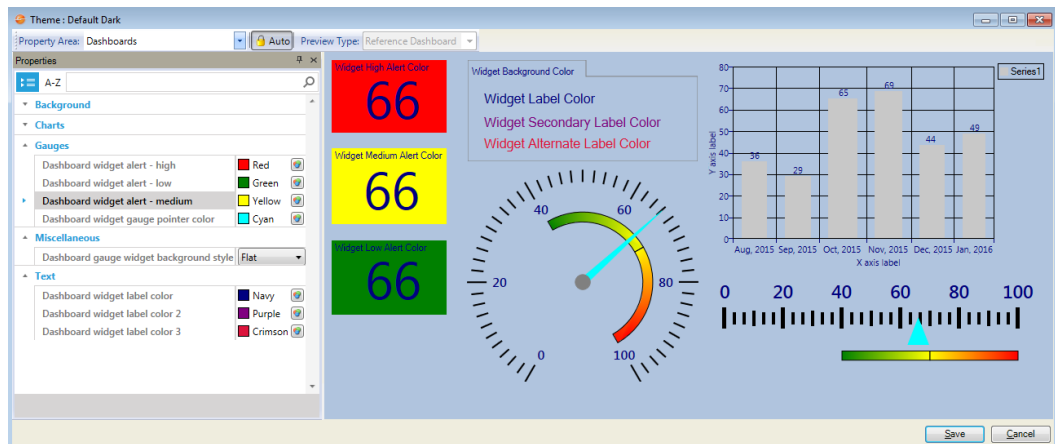 Theme : Default Dark
Property Area: Dashboards Auto Preview Type: Reference Dashboard
Properties
A-Z
Background
Charts
Gauges
Dashboard widget alert - high Red
Dashboard widget alert - low Green
Dashboard widget alert - medium Yellow
Dashboard widget gauge pointer color Cyan
Miscellaneous
Dashboard gauge widget background style Flat
Text
Dashboard widget label color Navy
Dashboard widget label color 2 Purple
Dashboard widget label color 3 Crimson
Widget High Alert Color
66
Widget Medium Alert Color
66
Widget Low Alert Color
66
Widget Background Color
Widget Label Color
Widget Secondary Label Color
Widget Alternate Label Color
40 60
20 80
0 100
Series1
80
70
60
50
40
30
20
10
0
Y axis label
36 29 65 69 44 49
Aug, 2015 Sep, 2015 Oct, 2015 Nov, 2015 Dec, 2015 Jan, 2016
X axis label
0 20 40 60 80 100
Save Cancel